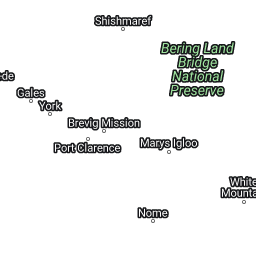 Shishmaref
Bering Land
Bridge
National
Preserve
-de
Gales
York
Brevig Mission
Port Clarence
Marys Igloo
White
Mounta
Nome